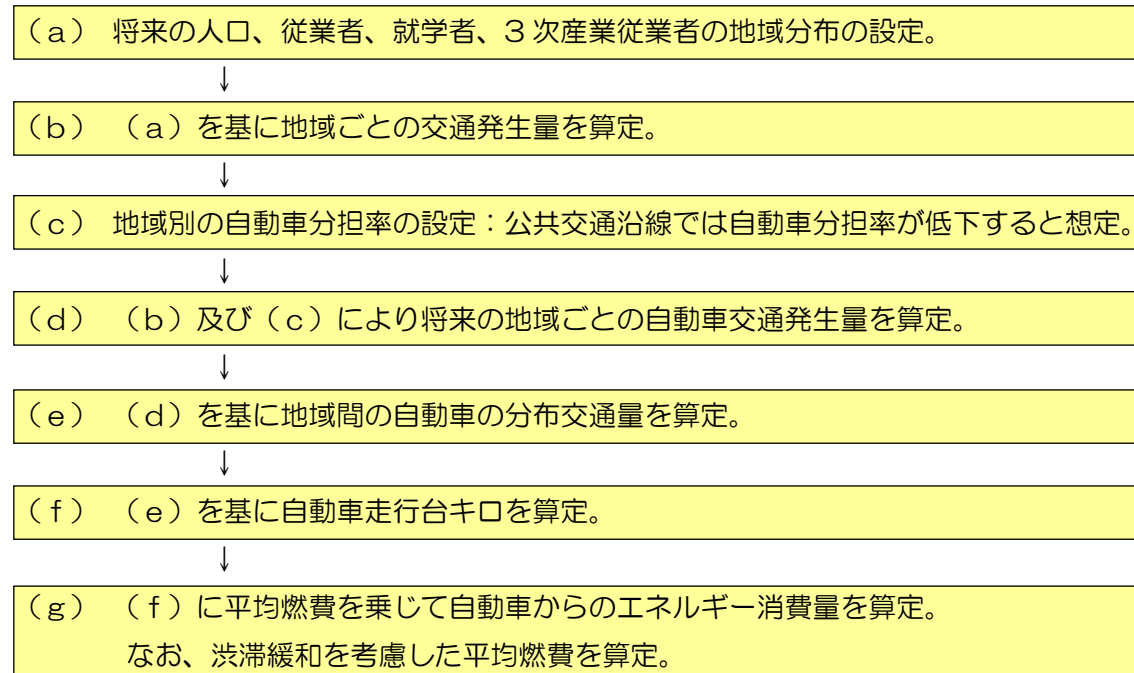 （a） 将来の人口、従業者、就学者、3次産業従業者の地域分布の設定。
↓
（b） （a）を基に地域ごとの交通発生量を算定。
↓
（c） 地域別の自動車分担率の設定：公共交通沿線では自動車分担率が低下すると想定。
↓
（d） （b）及び（c）により将来の地域ごとの自動車交通発生量を算定。
↓
（e） （d）を基に地域間の自動車の分布交通量を算定。
↓
（f） （e）を基に自動車走行台キロを算定。
↓
（g） （f）に平均燃費を乗じて自動車からのエネルギー消費量を算定。
なお、渋滞緩和を考慮した平均燃費を算定。